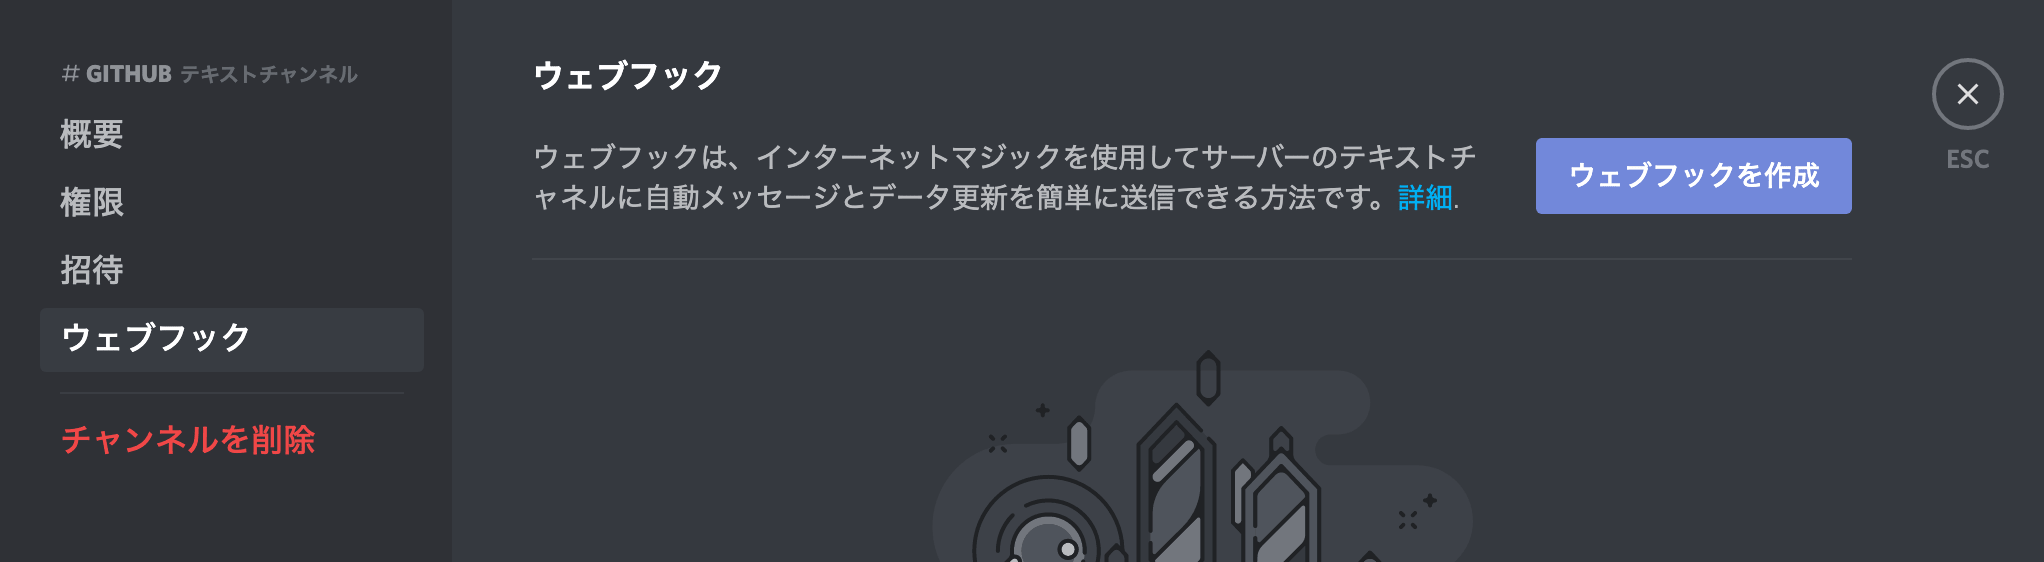 # GITHUB テキストチャンネル
概要
権限
招待
ウェブフック
チャンネルを削除
ウェブフック
ウェブフックは、インターネットマジックを使用してサーバーのテキストチ
ャネルに自動メッセージとデータ更新を簡単に送信できる方法です。詳細.
ウェブフックを作成
ESC